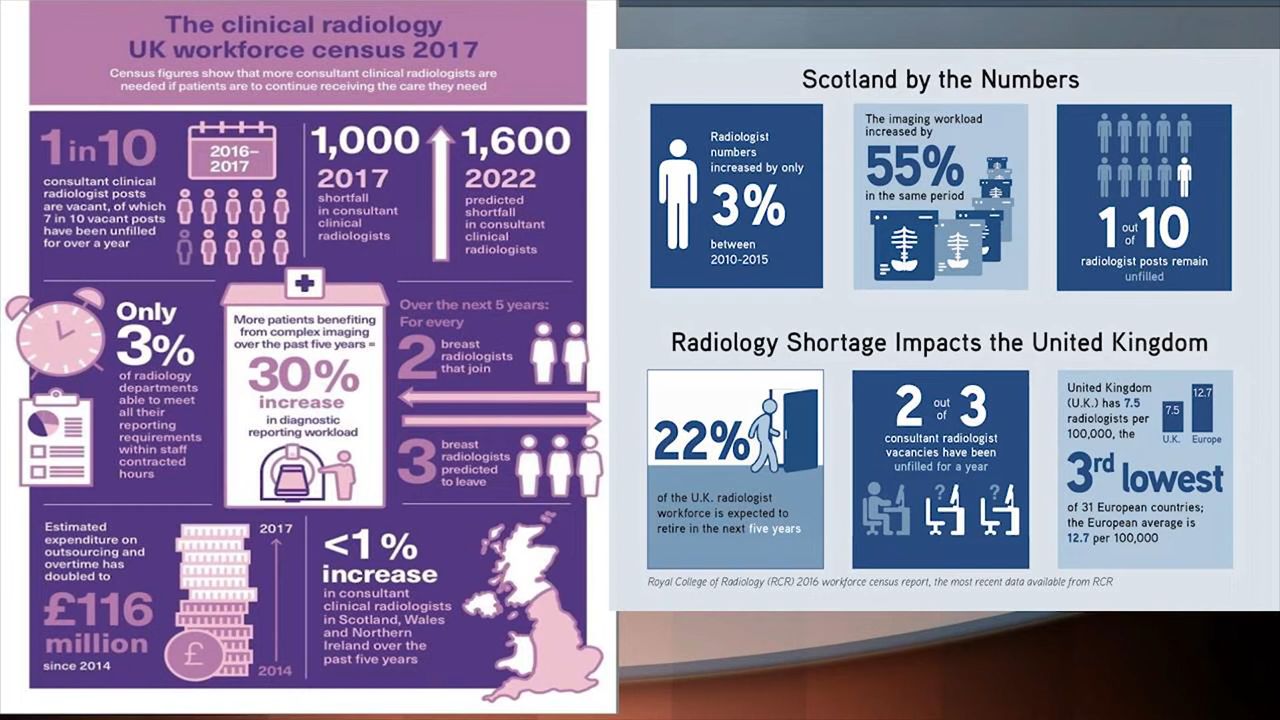 The clinical radiology
UK workforce census 2017
Census figures show that more consultant clinical radiologists are
needed if patients are to continue receiving the care they need
1 in 10
consultant clinical
radiologist posts
are vacant, of which
7 in 10 vacant posts
have been unfilled
for over a year
2016–
2017
1,000
2017
shortfall
in consultant
clinical
radiologists
1,600
2022
predicted
shortfall
in consultant
clinical
radiologists
Only
3%
of radiology
departments
able to meet
all their
reporting
requirements
within staff
contracted
hours
More patients benefiting
from complex imaging
over the past five years =
30%
increase
in diagnostic
reporting workload
Over the next 5 years:
For every
2
breast
radiologists
that join
3
breast
radiologists
predicted
to leave
Estimated
expenditure on
outsourcing and
overtime has
doubled to
£116
million
since 2014
2017
£
2014
<1%
increase
in consultant
clinical radiologists
in Scotland, Wales
and Northern
Ireland over the
past five years
Scotland by the Numbers
Radiologist
numbers
increased by only
3%
between
2010-2015
The imaging workload
increased by
55%
in the same period
1 out of 10
radiologist posts remain
unfilled
Radiology Shortage Impacts the United Kingdom
22%
of the U.K. radiologist
workforce is expected to
retire in the next five years
2 out of 3
consultant radiologist
vacancies have been
unfilled for a year
? ?
United Kingdom
(U.K.) has 7.5
radiologists per
100,000, the
7.5
12.7
U.K. Europe
3rd lowest
of 31 European countries;
the European average is
12.7 per 100,000
Royal College of Radiology (RCR) 2016 workforce census report, the most recent data available from RCR